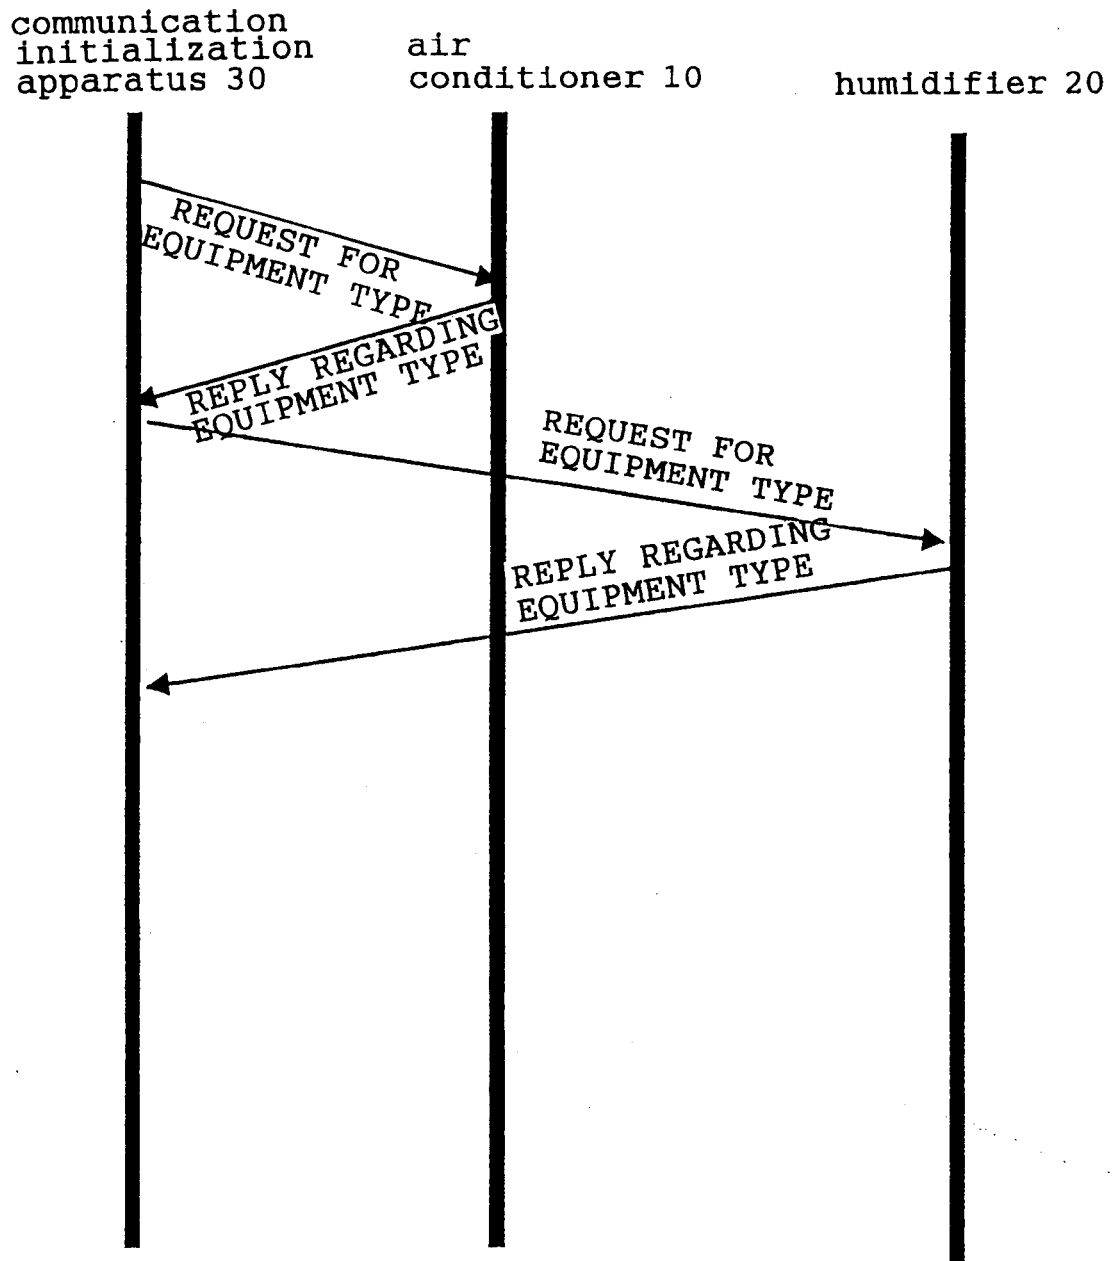 communication
initialization
apparatus 30
air
conditioner 10
humidifier 20
REQUEST FOR
EQUIPMENT TYPE
REPLY REGARDING
EQUIPMENT TYPE
REQUEST FOR
EQUIPMENT TYPE
REPLY REGARDING
EQUIPMENT TYPE